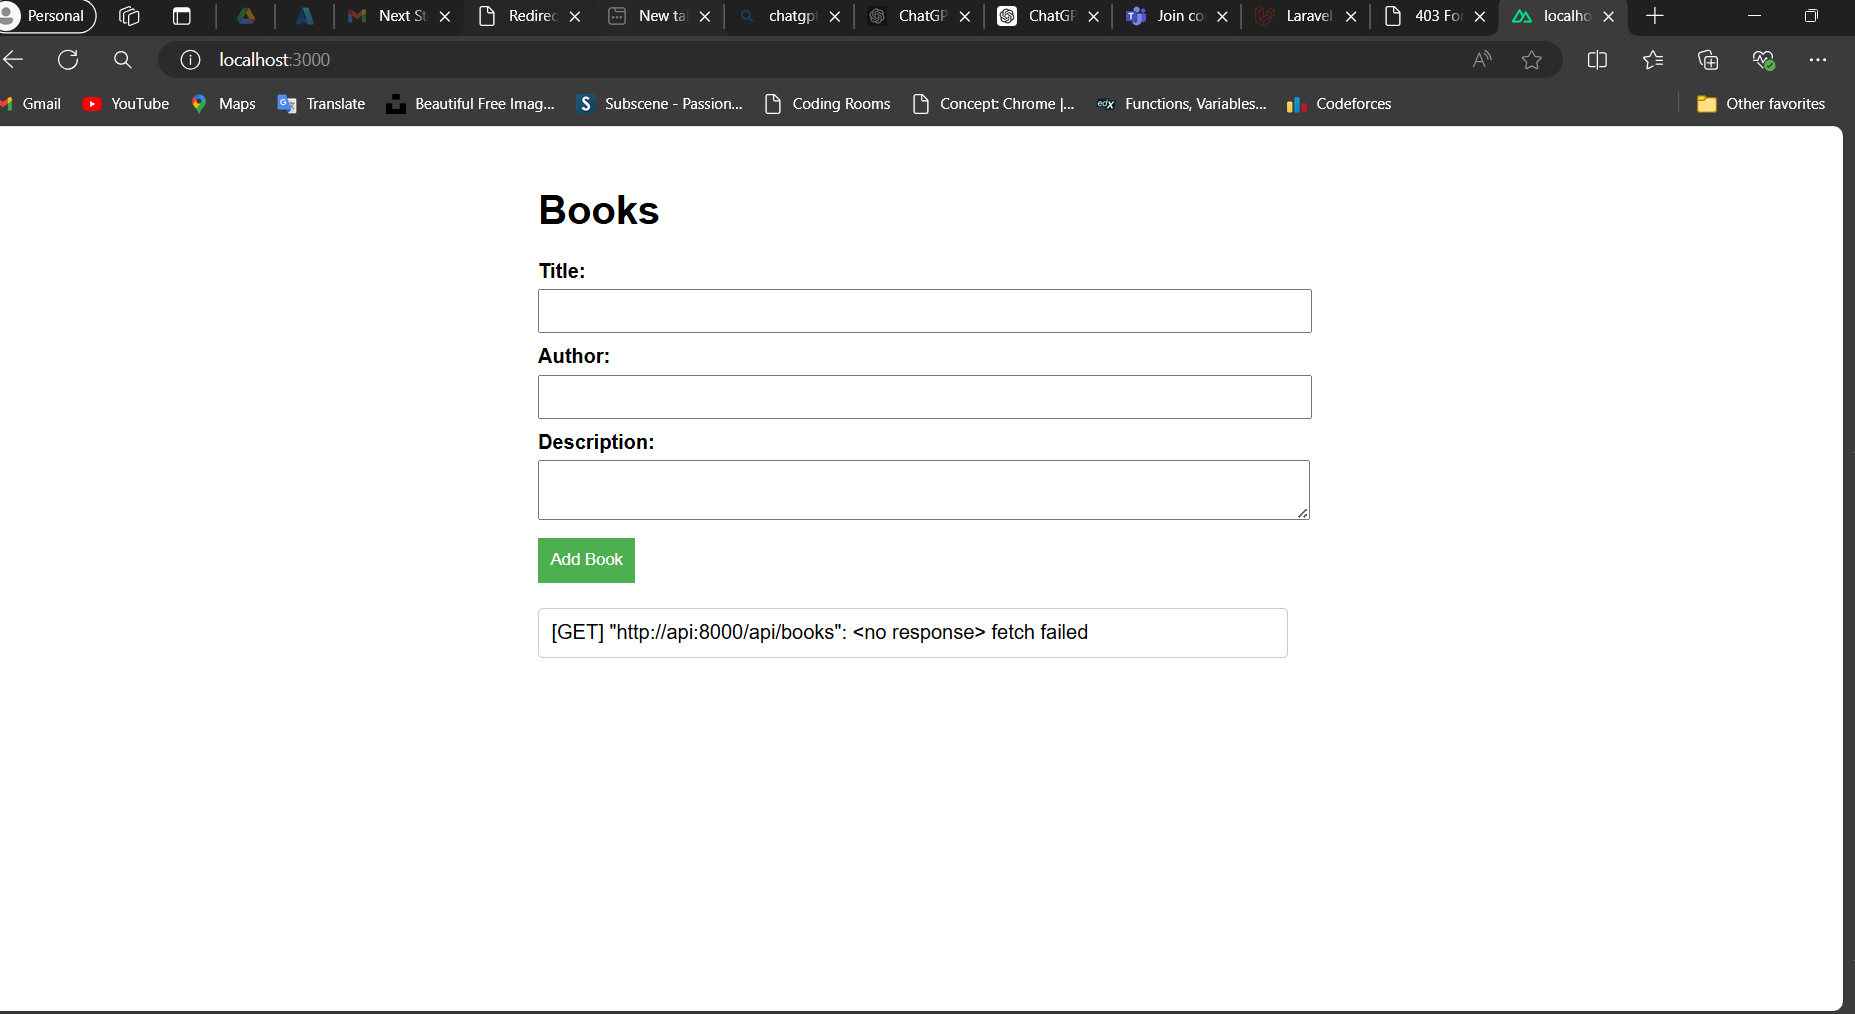 Personal
Next St
Redirec
New ta
chatgpt
ChatGP
ChatGP
Join co
Laravel
403 For
localho
localhost:3000
Gmail
YouTube
Maps
Translate
Beautiful Free Imag...
Subscene - Passion...
Coding Rooms
Concept: Chrome |...
edX
Functions, Variables...
Codeforces
Other favorites
Books
Title:
Author:
Description:
Add Book
[GET] "http://api:8000/api/books": <no response> fetch failed